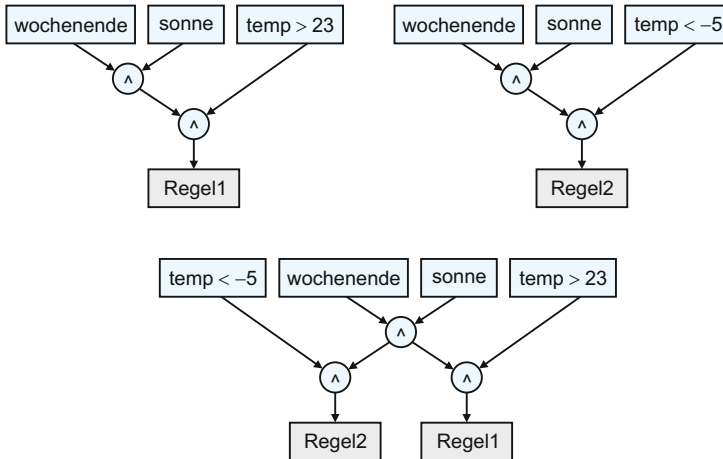 wochenende sonne temp > 23
∧
∧
Regel1
wochenende sonne temp < −5
∧
∧
Regel2
temp < −5 wochenende sonne temp > 23
∧
∧ ∧
Regel2 Regel1